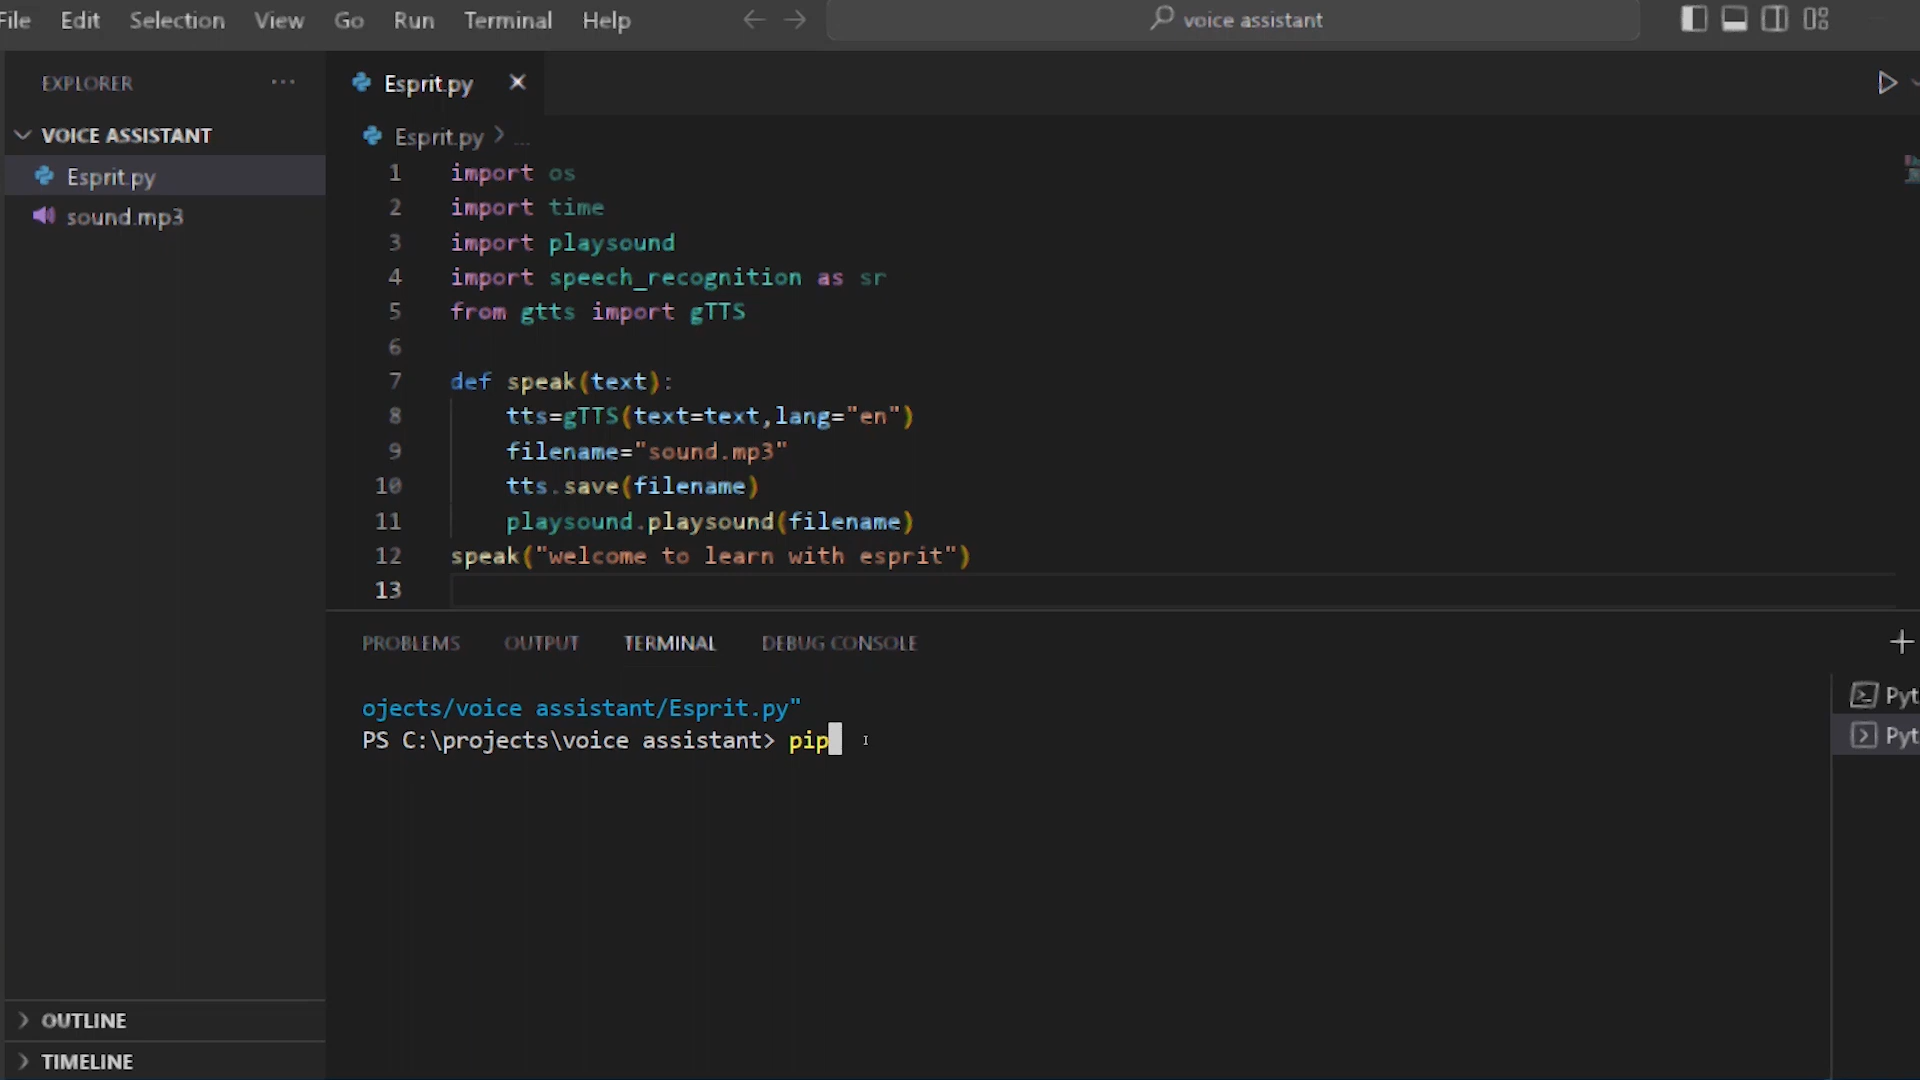 File Edit Selection View Go Run Terminal Help
voice assistant
EXPLORER ...
VOICE ASSISTANT
Esprit.py
sound.mp3
OUTLINE
TIMELINE
Esprit.py
Esprit.py > ...
1 import os
2 import time
3 import playsound
4 import speech_recognition as sr
5 from gtts import gTTS
6
7 def speak(text):
8     tts=gTTS(text=text,lang="en")
9     filename="sound.mp3"
10     tts.save(filename)
11     playsound.playsound(filename)
12 speak("welcome to learn with esprit")
13
PROBLEMS OUTPUT TERMINAL DEBUG CONSOLE
ojects/voice assistant/Esprit.py"
PS C:\projects\voice assistant> pip
Pyt
Pyt